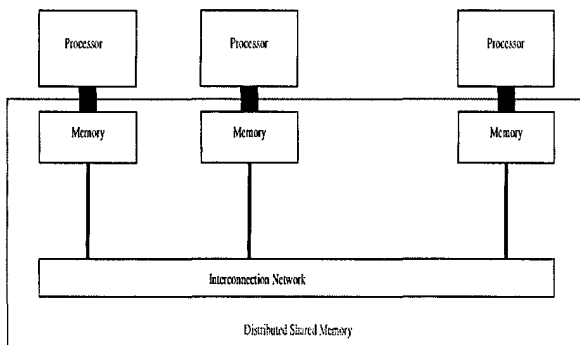 Processor Processor Processor
Memory Memory Memory
Interconnection Network
Distributed Shared Memory